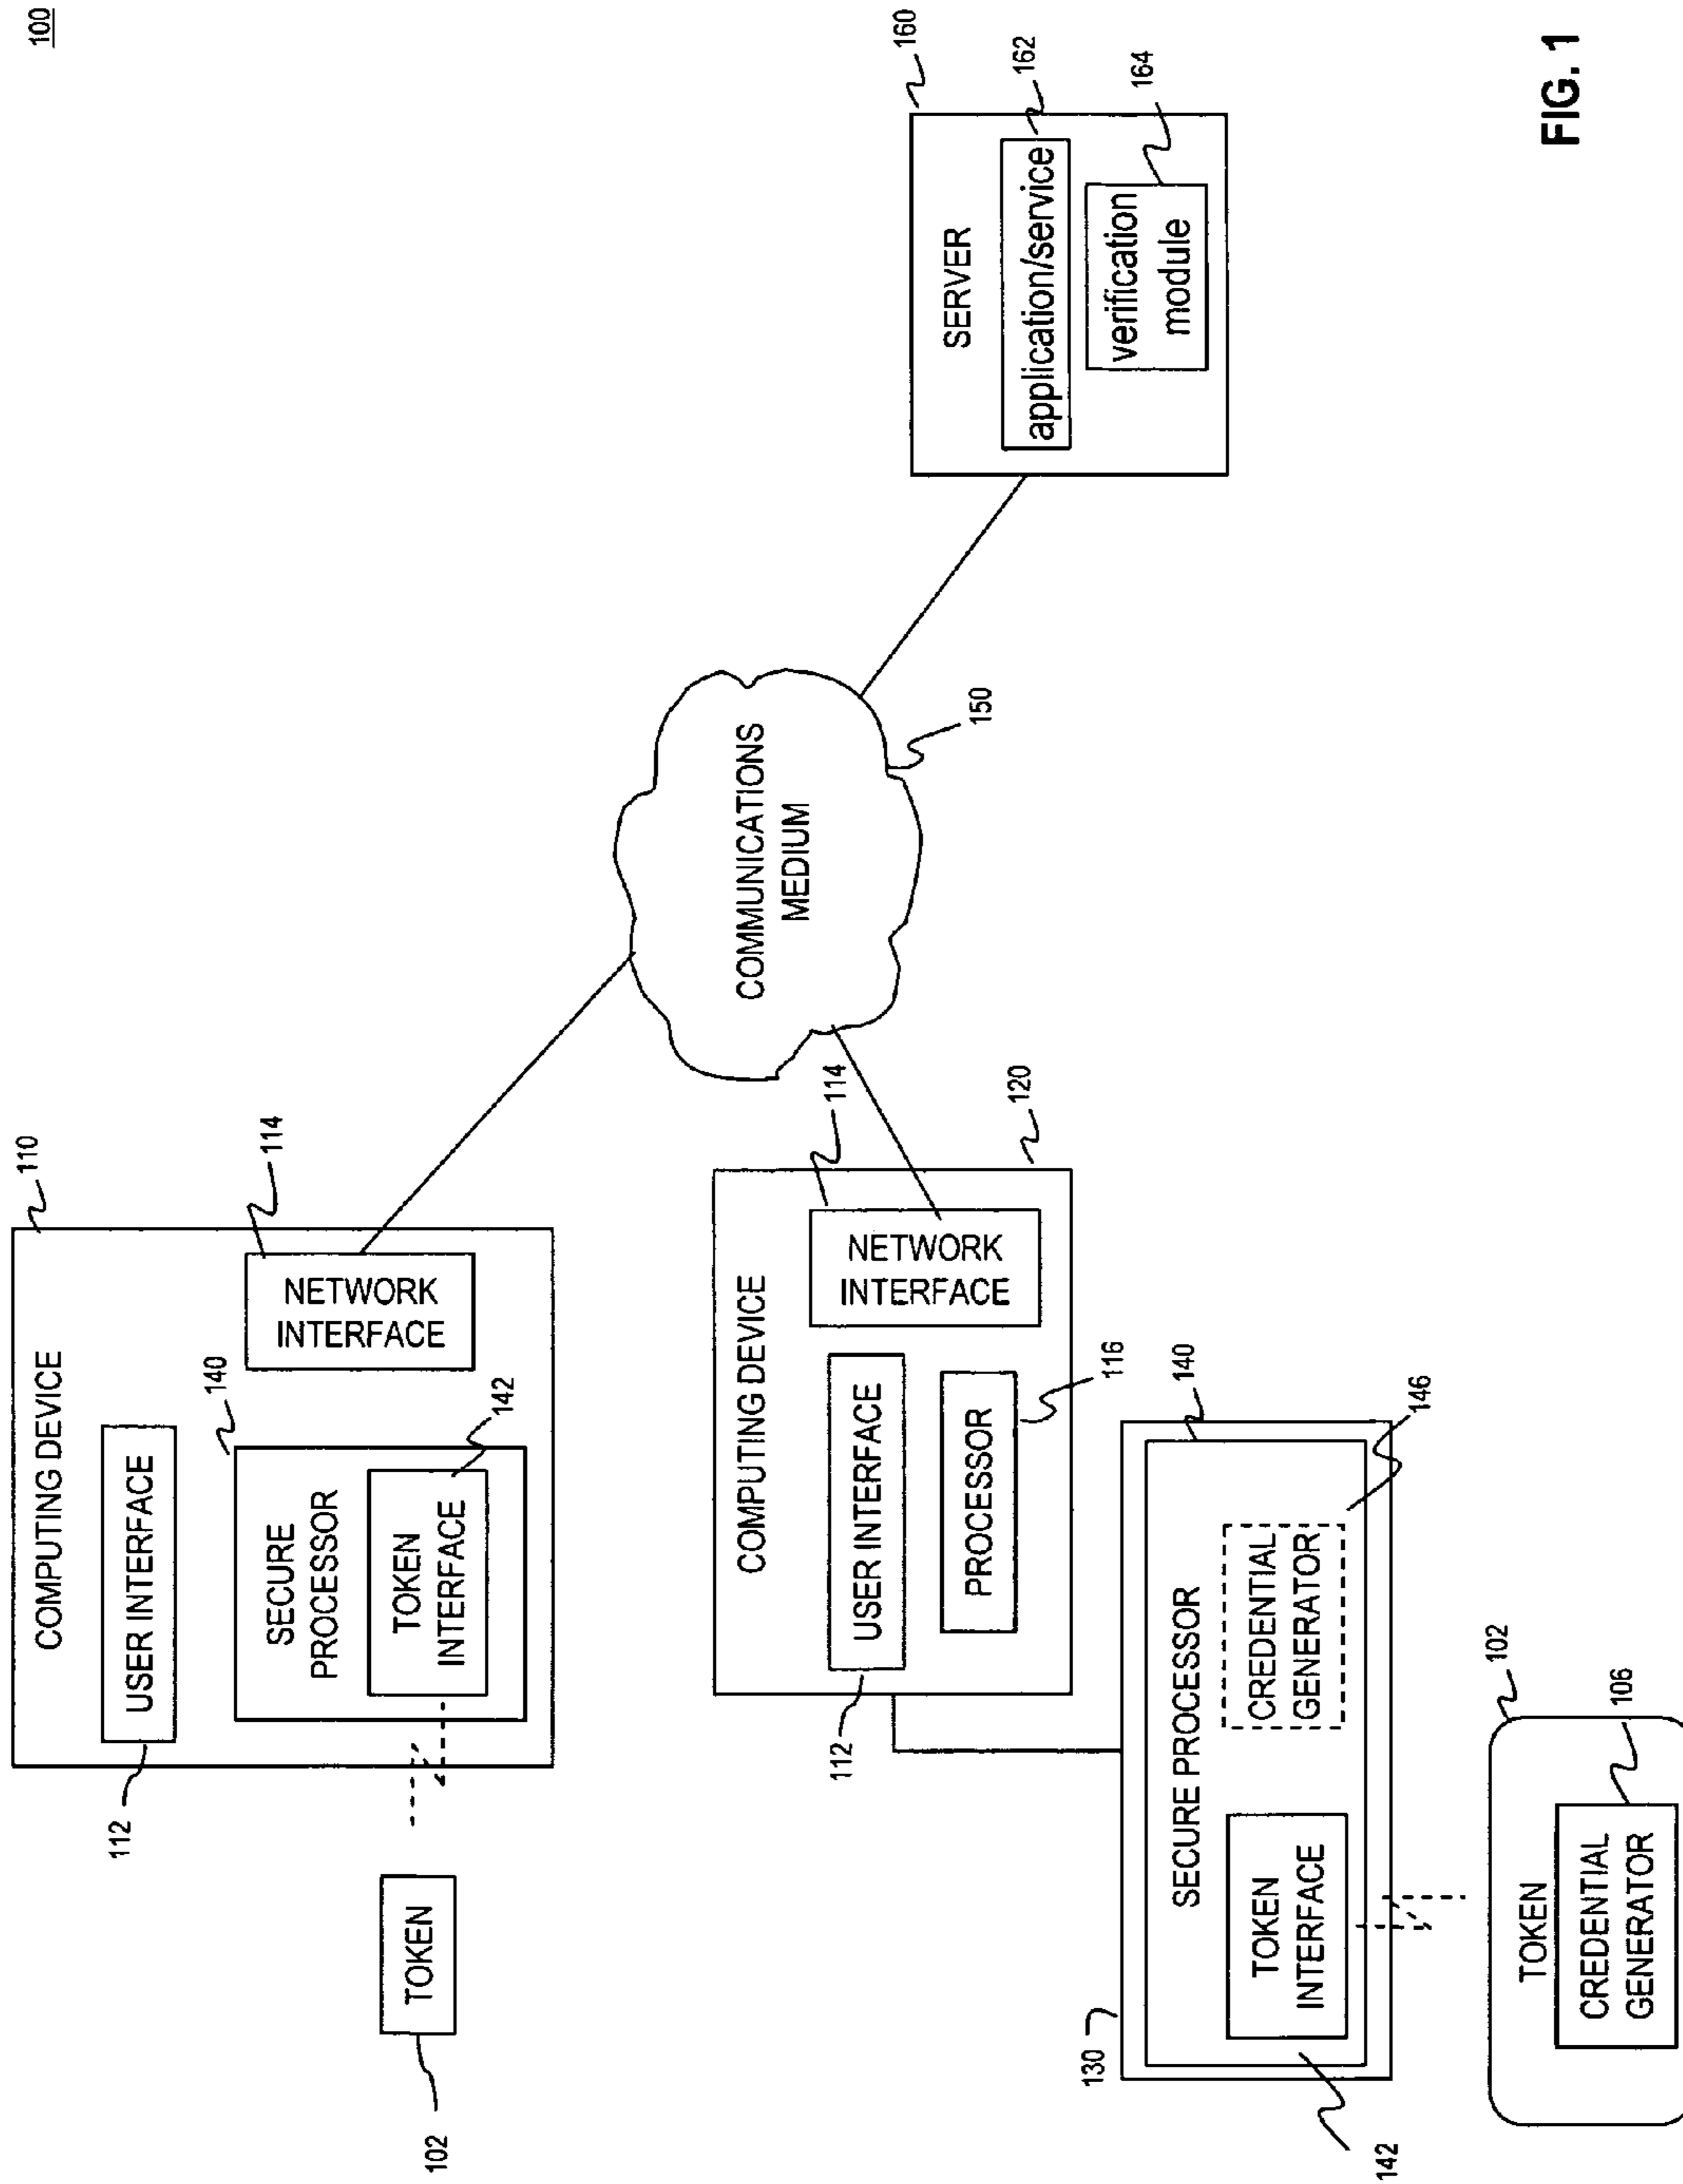 100
110
COMPUTING DEVICE
USER INTERFACE
112
114
NETWORK
INTERFACE
140
SECURE
PROCESSOR
142
TOKEN
INTERFACE
TOKEN
102
COMMUNICATIONS
MEDIUM
150
160
SERVER
162
application/service
164
verification
module
114
120
COMPUTING DEVICE
NETWORK
INTERFACE
USER INTERFACE
112
PROCESSOR
116
130
140
SECURE PROCESSOR
146
CREDENTIAL
GENERATOR
TOKEN
INTERFACE
142
102
TOKEN
106
CREDENTIAL
GENERATOR
FIG. 1